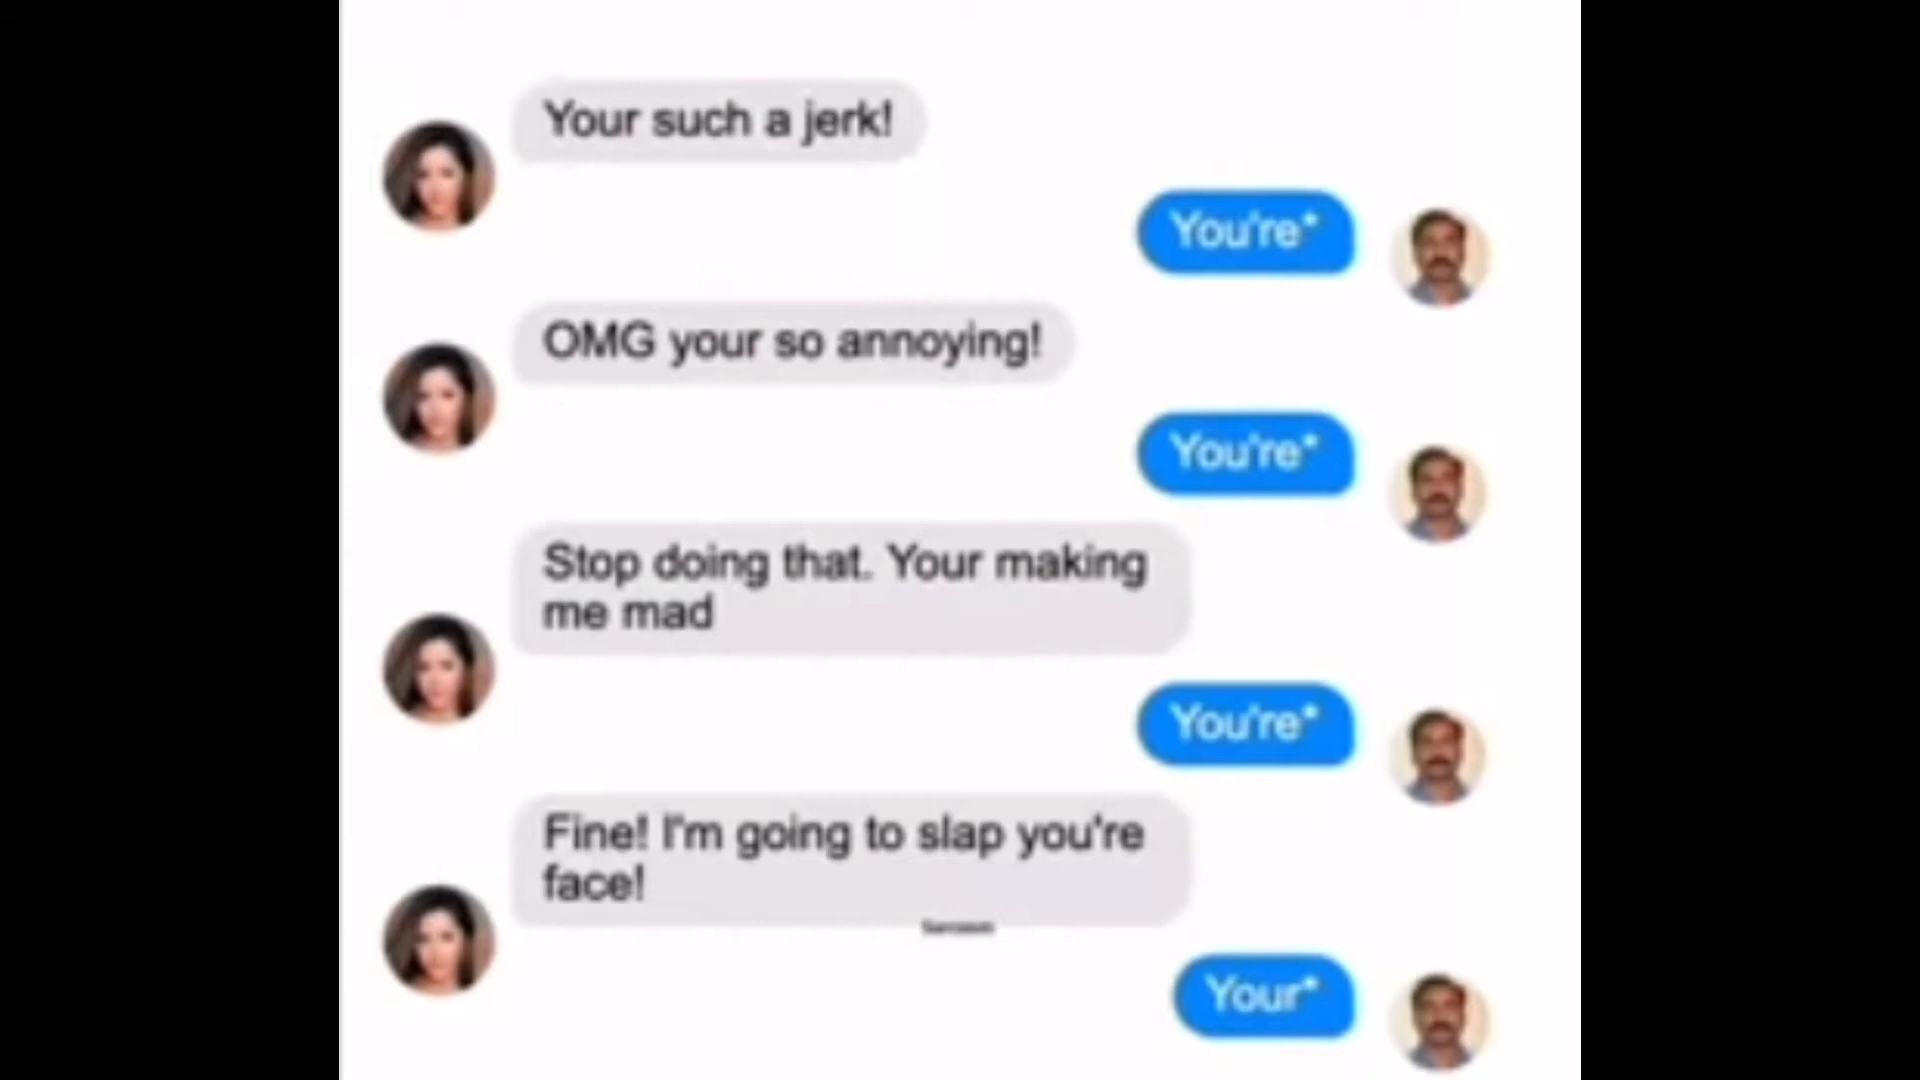 Your such a jerk!
You're*
OMG your so annoying!
You're*
Stop doing that. Your making
me mad
You're*
Fine! I'm going to slap you're
face!
Sarcasm
Your*